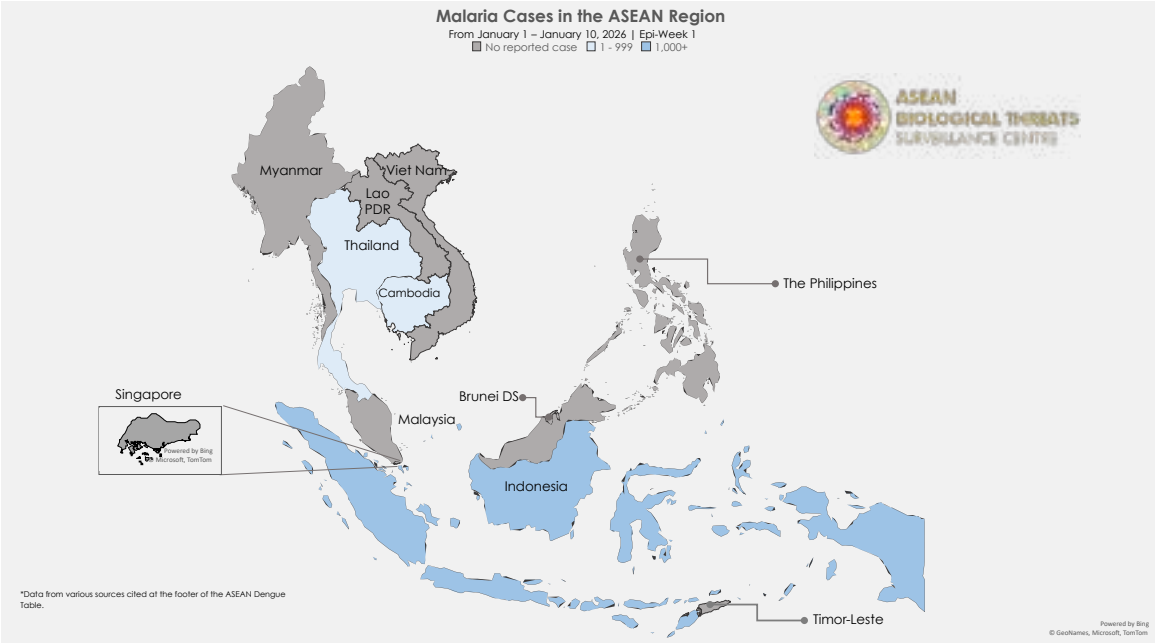 Malaria Cases in the ASEAN Region
From January 1 – January 10, 2026 | Epi-Week 1
No reported case 1 - 999 1,000+
ASEAN
BIOLOGICAL THREATS
SURVEILLANCE CENTRE
Myanmar
Viet Nam
Lao
PDR
Thailand
Cambodia
The Philippines
Singapore
Brunei DS
Malaysia
Powered by Bing
© Microsoft, TomTom
Indonesia
*Data from various sources cited at the footer of the ASEAN Dengue
Table.
Timor-Leste
Powered by Bing
© GeoNames, Microsoft, TomTom